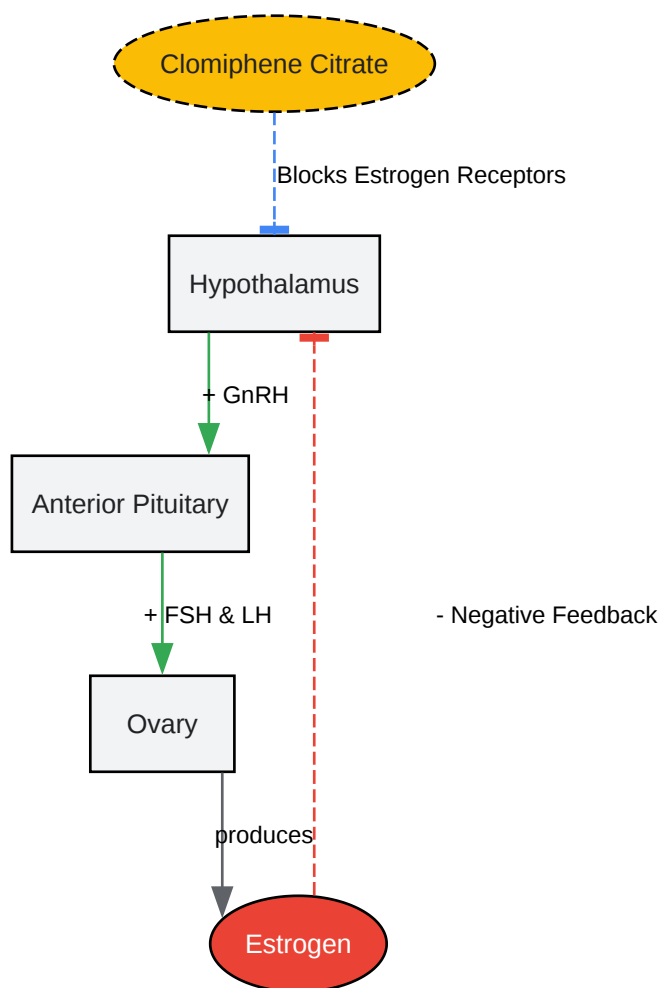 Clomiphene Citrate
Blocks Estrogen Receptors
Hypothalamus
+ GnRH
Anterior Pituitary
+ FSH & LH
- Negative Feedback
Ovary
produces
Estrogen